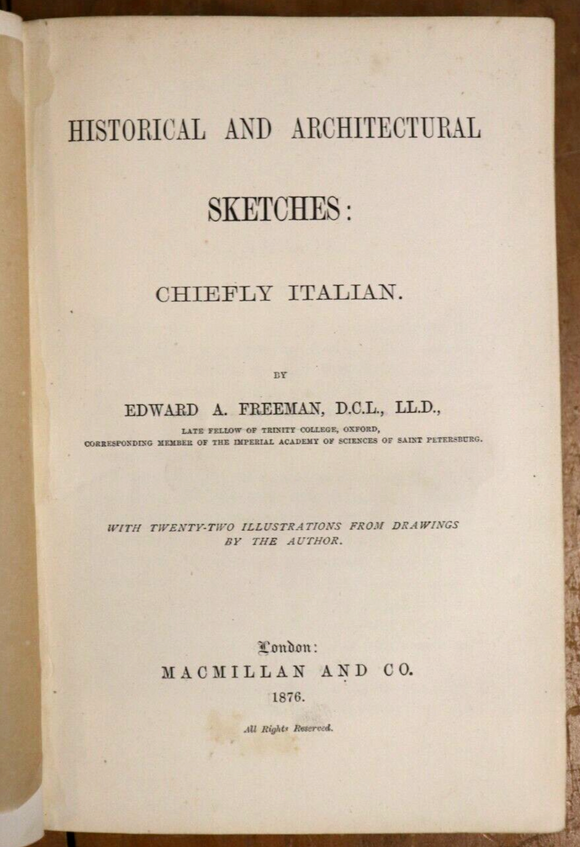 HISTORICAL AND ARCHITECTURAL
SKETCHES:
CHIEFLY ITALIAN.
BY
EDWARD A. FREEMAN, D.C.L., LL.D.,
LATE FELLOW OF TRINITY COLLEGE, OXFORD,
CORRESPONDING MEMBER OF THE IMPERIAL ACADEMY OF SCIENCES OF SAINT PETERSBURG.
WITH TWENTY-TWO ILLUSTRATIONS FROM DRAWINGS
BY THE AUTHOR.
London:
MACMILLAN AND CO.
1876.
All Rights Reserved.